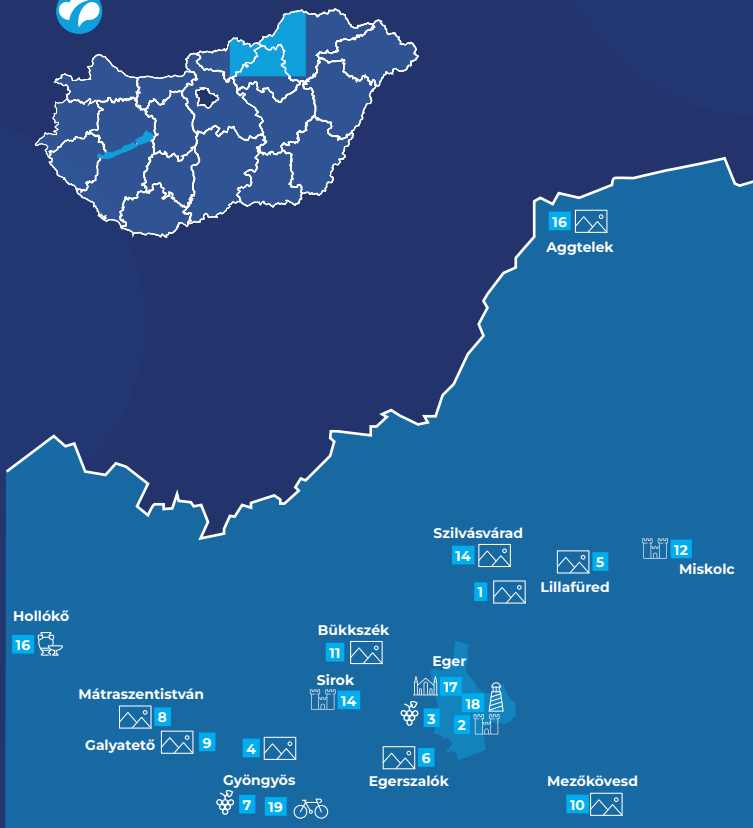 16
Aggtelek
Szilvásvárad
14
5
12
Miskolc
1
Lillafüred
Hollókő
16
Bükkszék
11
Eger
Sirok
14
17
18
3
2
Mátraszentistván
8
Galyatető
9
4
6
Egerszalók
Gyöngyös
7
19
Mezőkövesd
10